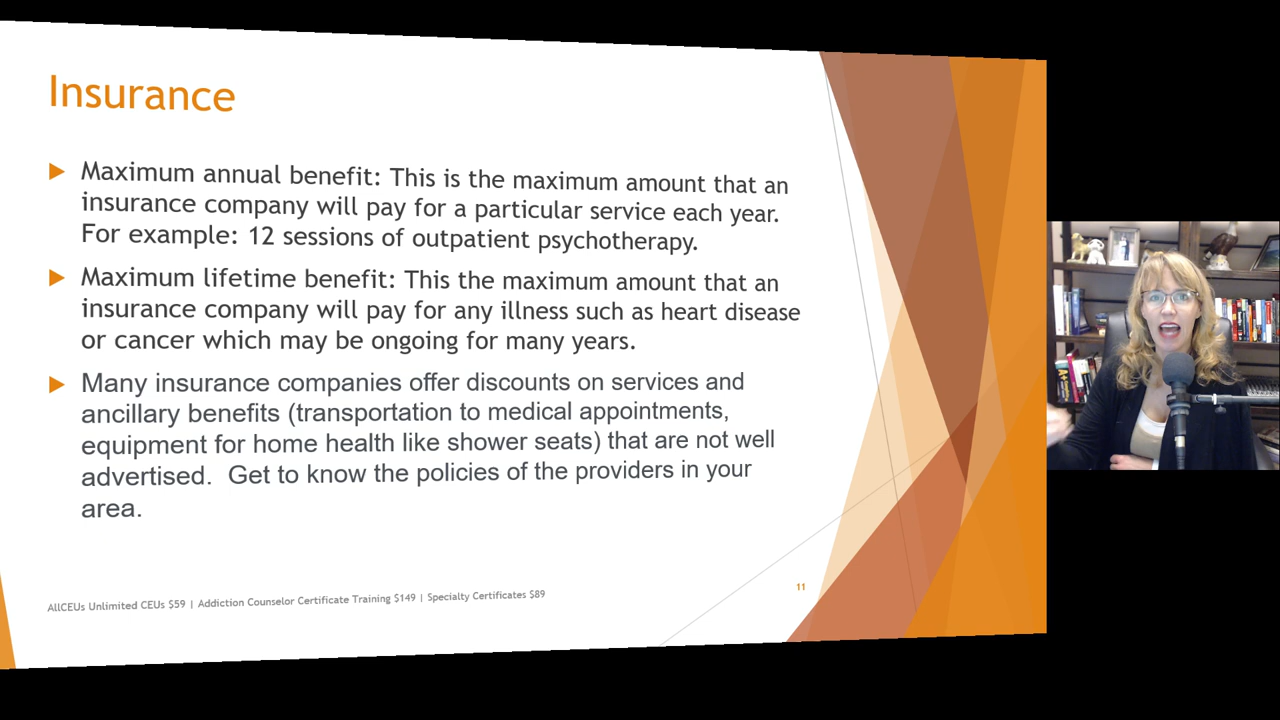 Insurance
Maximum annual benefit: This is the maximum amount that an
insurance company will pay for a particular service each year.
For example: 12 sessions of outpatient psychotherapy.
Maximum lifetime benefit: This the maximum amount that an
insurance company will pay for any illness such as heart disease
or cancer which may be ongoing for many years.
Many insurance companies offer discounts on services and
ancillary benefits (transportation to medical appointments,
equipment for home health like shower seats) that are not well
advertised.  Get to know the policies of the providers in your
area.
AllCEUs Unlimited CEUs $59 | Addiction Counselor Certificate Training $149 | Specialty Certificates $89
11